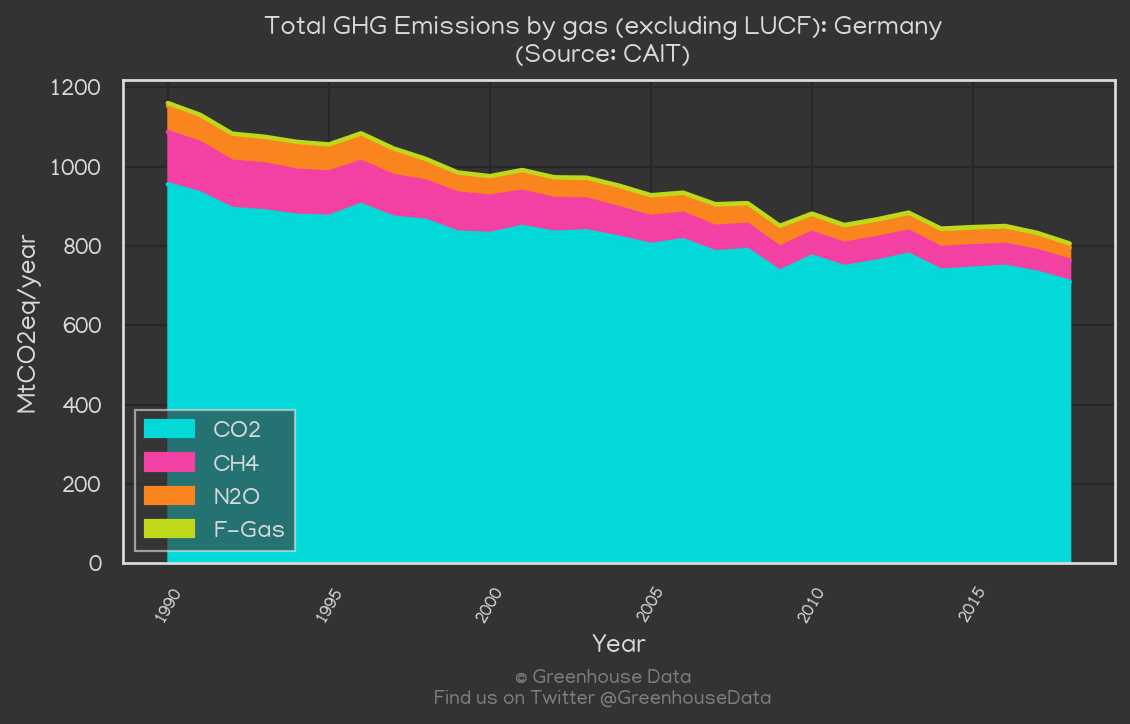 Total GHG Emissions by gas (excluding LUCF): Germany
(Source: CAIT)
1200
1000
800
600
400
200
0
MtCO2eq/year
CO2
CH4
N2O
F-Gas
1990
1995
2000
2005
2010
2015
Year
© Greenhouse Data
Find us on Twitter @GreenhouseData